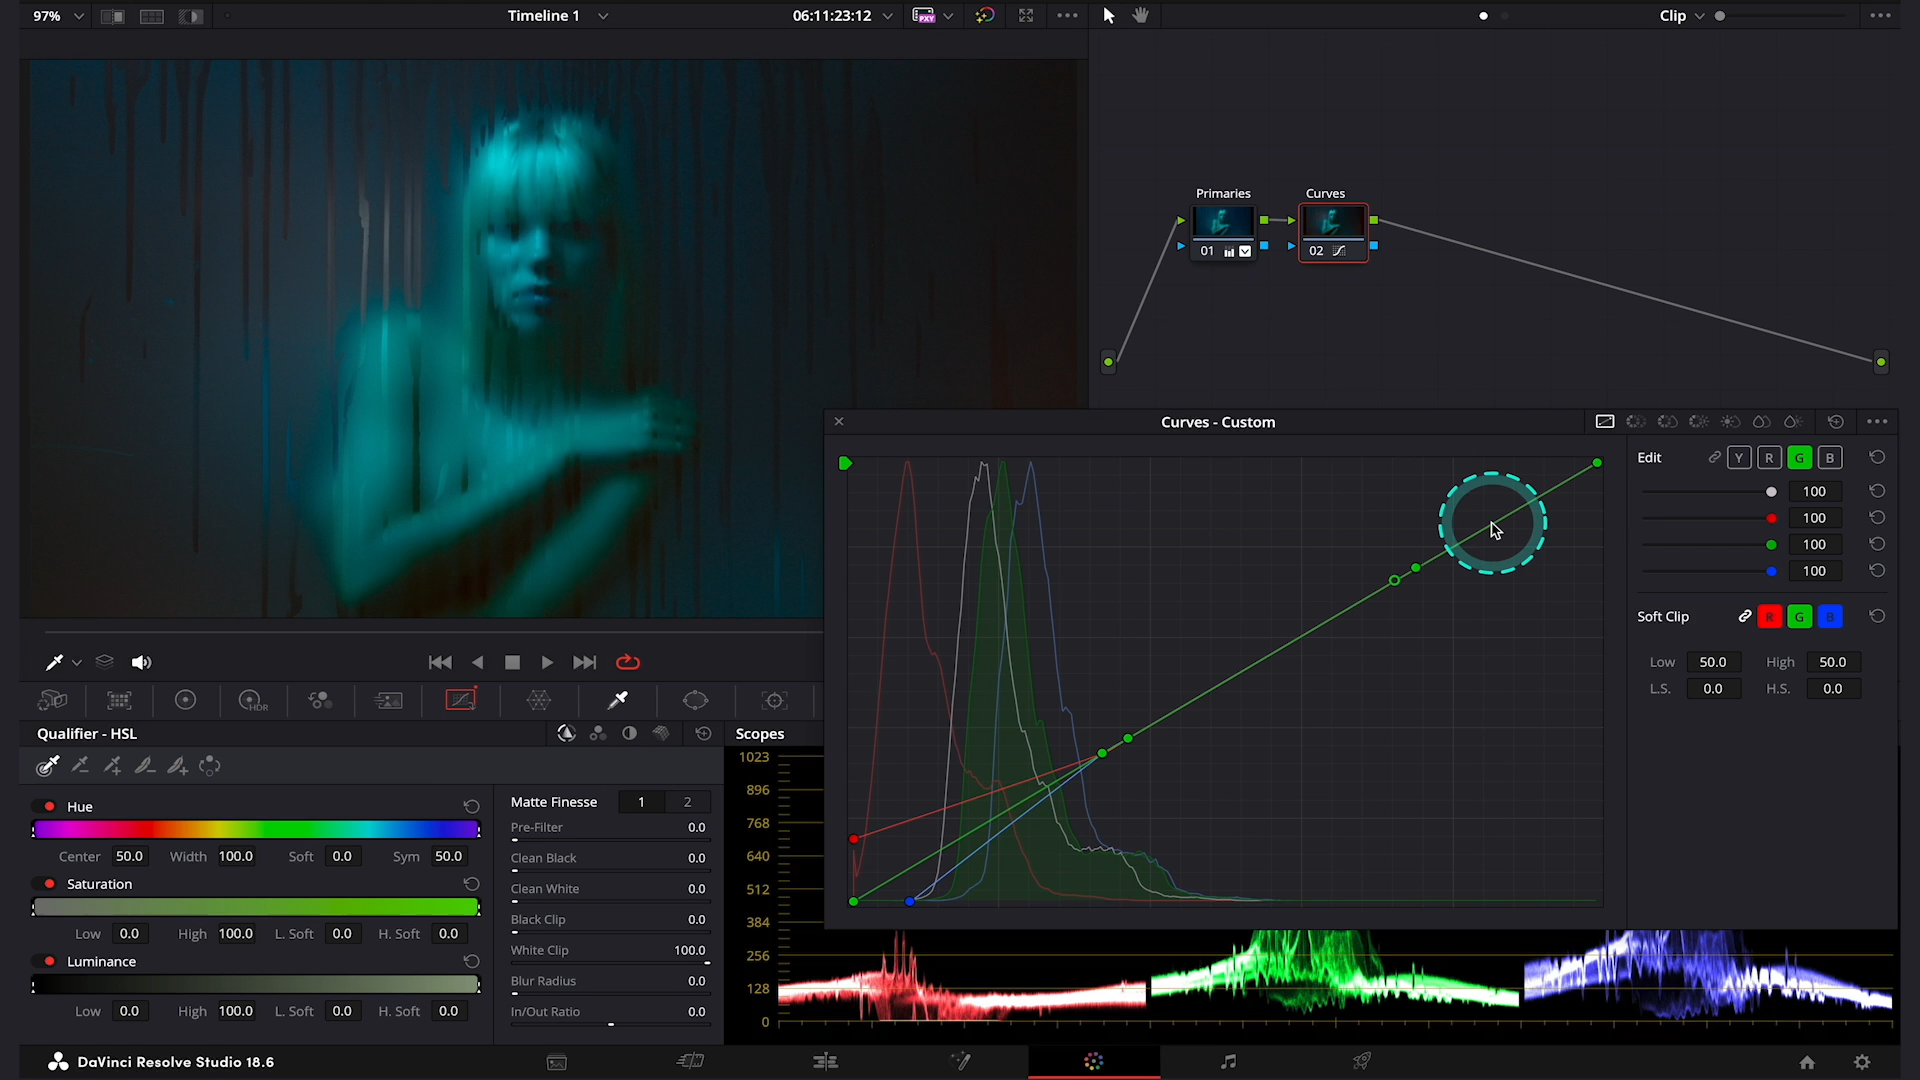 97%
Timeline 1
06:11:23:12
PXY
Clip
Primaries
Curves
01
02
Curves - Custom
Edit
Y
R
G
B
100
100
100
100
Soft Clip
R
G
B
Low
50.0
High
50.0
L.S.
0.0
H.S.
0.0
HDR
Qualifier - HSL
Hue
Center 50.0 Width 100.0 Soft 0.0 Sym 50.0
Saturation
Low 0.0 High 100.0 L. Soft 0.0 H. Soft 0.0
Luminance
Low 0.0 High 100.0 L. Soft 0.0 H. Soft 0.0
Matte Finesse 1 2
Pre-Filter 0.0
Clean Black 0.0
Clean White 0.0
Black Clip 0.0
White Clip 100.0
Blur Radius 0.0
In/Out Ratio 0.0
Scopes
1023
896
768
640
512
384
256
128
0
DaVinci Resolve Studio 18.6